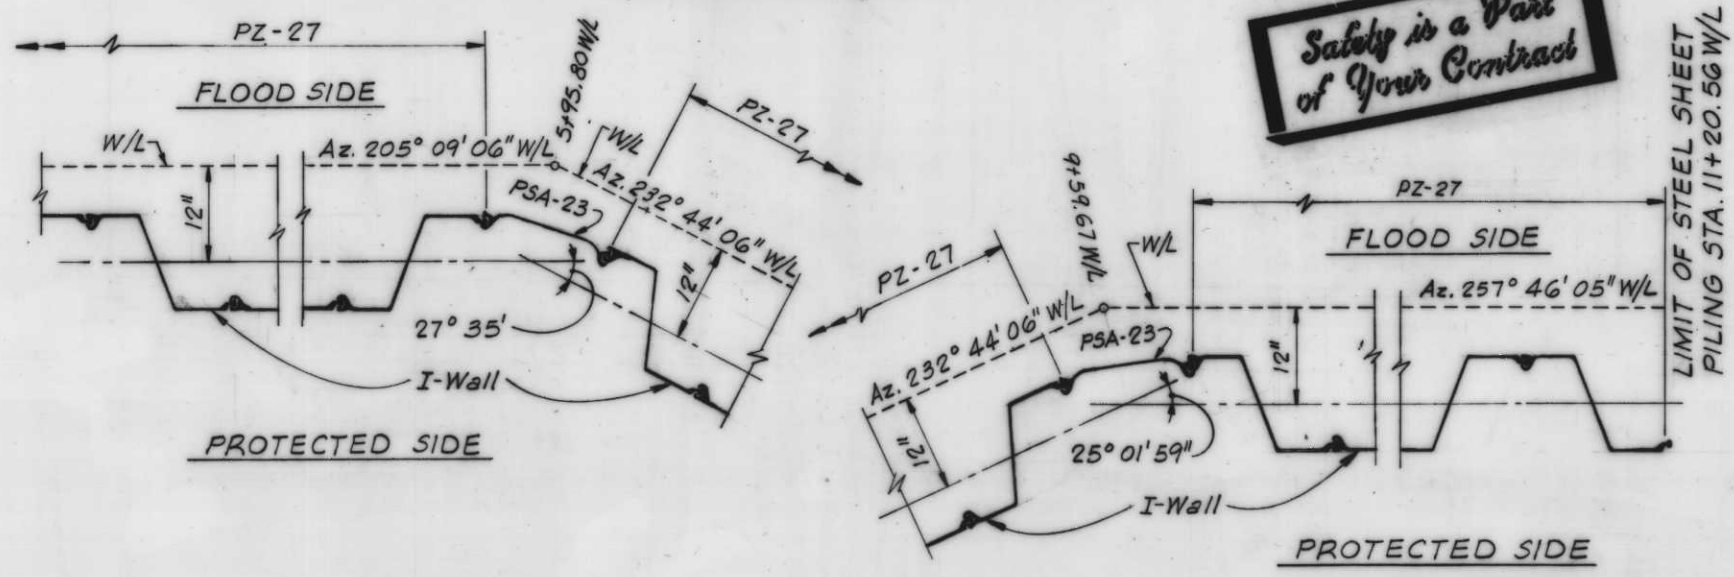 PZ-27
FLOOD SIDE
W/L
Az. 205° 09' 06" W/L
5+95.80 W/L
W/L
PZ-27
Az. 232° 44' 06" W/L
PSA-23
12"
12"
27° 35'
I-Wall
PROTECTED SIDE
Safety is a Part
of Your Contract
LIMIT OF STEEL SHEET
PILING STA. 11+20.56 W/L
PZ-27
FLOOD SIDE
9+59.67 W/L
W/L
PZ-27
Az. 257° 46' 05" W/L
Az. 232° 44' 06" W/L
PSA-23
12"
12"
25° 01' 59"
I-Wall
PROTECTED SIDE